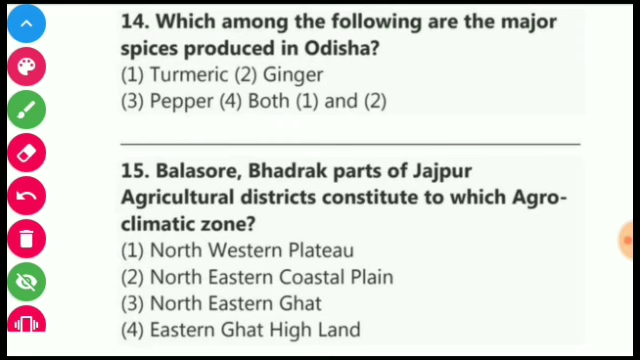 14. Which among the following are the major
spices produced in Odisha?
(1) Turmeric (2) Ginger
(3) Pepper (4) Both (1) and (2)
15. Balasore, Bhadrak parts of Jajpur
Agricultural districts constitute to which Agro-
climatic zone?
(1) North Western Plateau
(2) North Eastern Coastal Plain
(3) North Eastern Ghat
(4) Eastern Ghat High Land